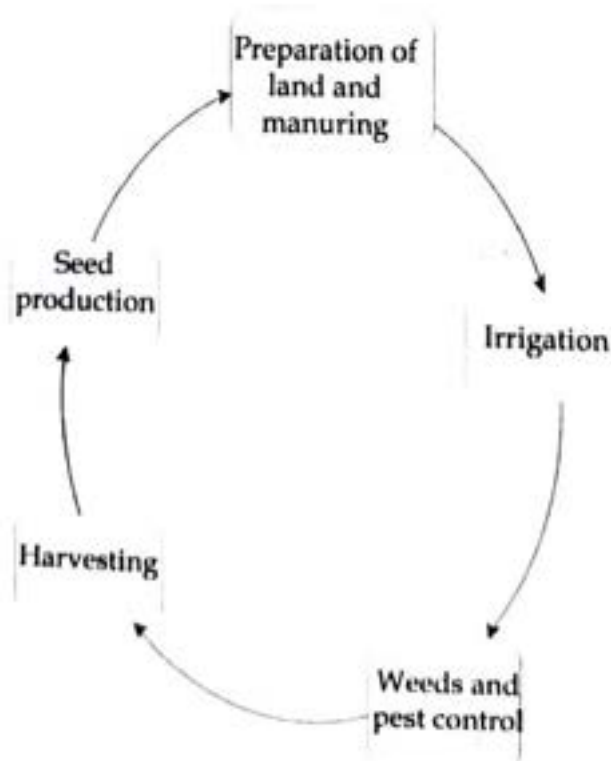 Preparation of
land and
manuring
Irrigation
Weeds and
pest control
Harvesting
Seed
production